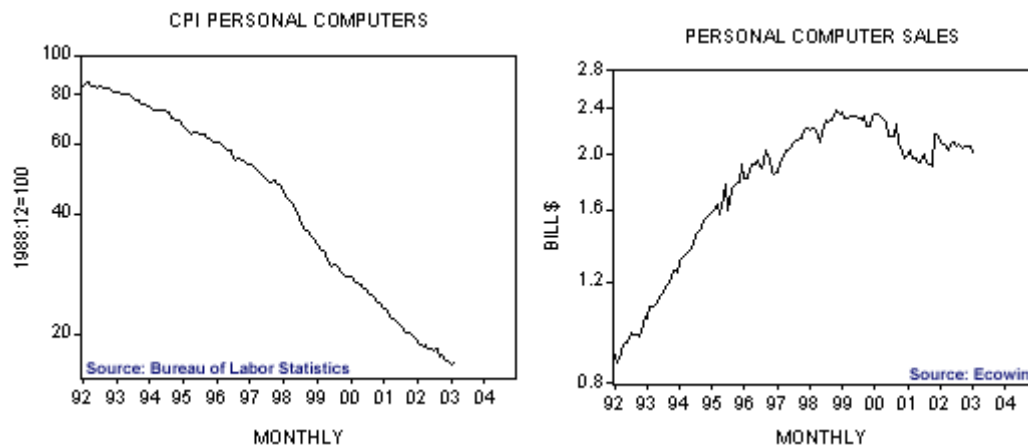 CPI PERSONAL COMPUTERS
100
80
60
40
20
1988:12=100
Source: Bureau of Labor Statistics
92 93 94 95 96 97 98 99 00 01 02 03 04
MONTHLY
PERSONAL COMPUTER SALES
2.8
2.4
2.0
1.6
1.2
0.8
BILL$
Source: Ecowin
92 93 94 95 96 97 98 99 00 01 02 03 04
MONTHLY